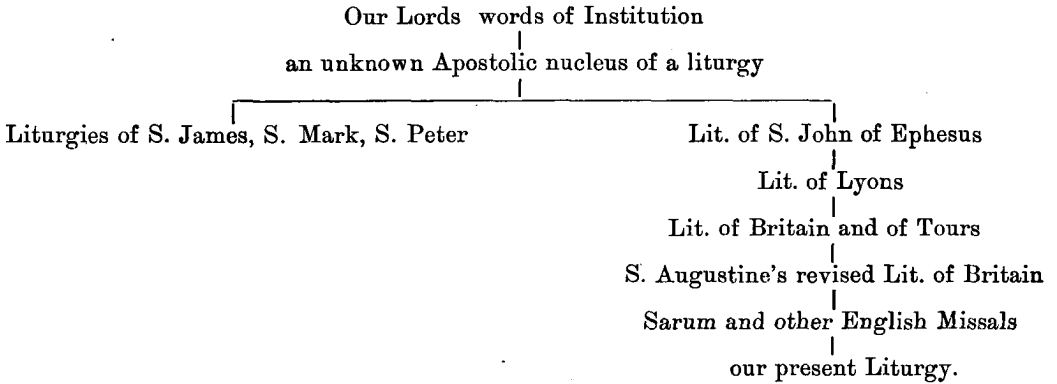 Our Lords words of Institution
an unknown Apostolic nucleus of a liturgy
Liturgies of S. James, S. Mark, S. Peter
Lit. of S. John of Ephesus
Lit. of Lyons
Lit. of Britain and of Tours
S. Augustine's revised Lit. of Britain
Sarum and other English Missals
our present Liturgy.